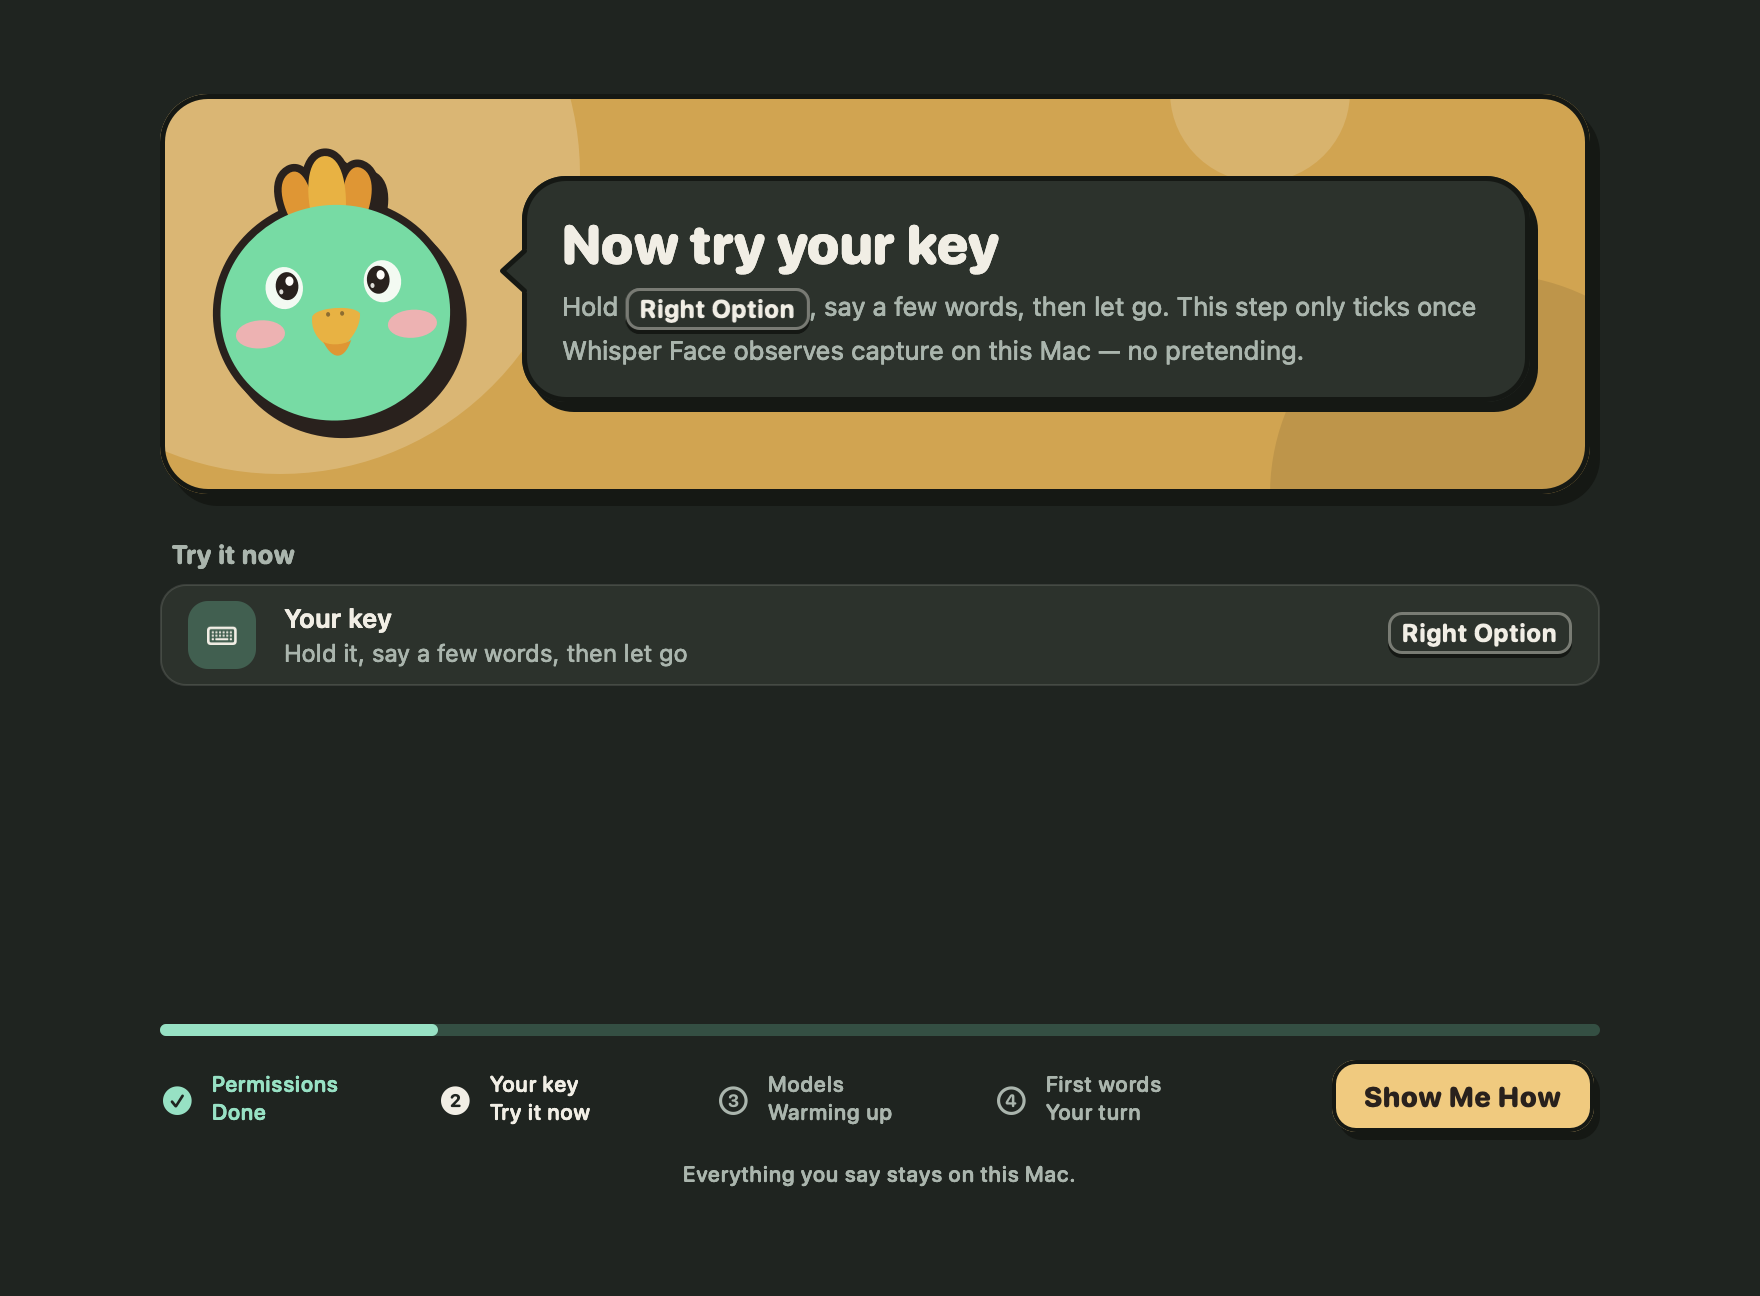 Now try your key
Hold Right Option, say a few words, then let go. This step only ticks once
Whisper Face observes capture on this Mac — no pretending.
Try it now
Your key
Hold it, say a few words, then let go
Right Option
Permissions
Done
2
Your key
Try it now
3
Models
Warming up
4
First words
Your turn
Show Me How
Everything you say stays on this Mac.